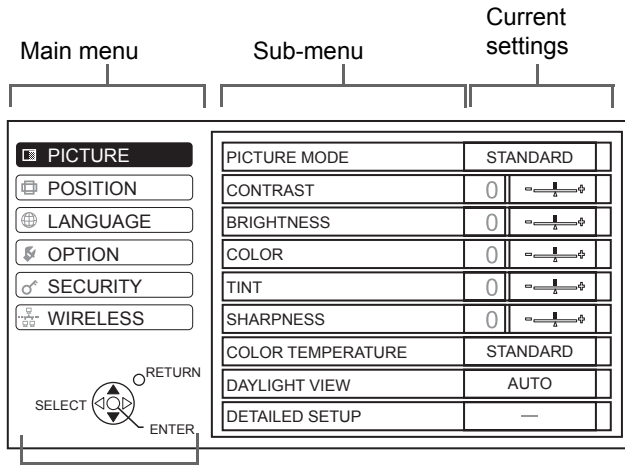 Main menu
Sub-menu
Current
settings
PICTURE
POSITION
LANGUAGE
OPTION
SECURITY
WIRELESS
RETURN
SELECT
ENTER
PICTURE MODE STANDARD
CONTRAST 0 - +
BRIGHTNESS 0 - +
COLOR 0 - +
TINT 0 - +
SHARPNESS 0 - +
COLOR TEMPERATURE STANDARD
DAYLIGHT VIEW AUTO
DETAILED SETUP —